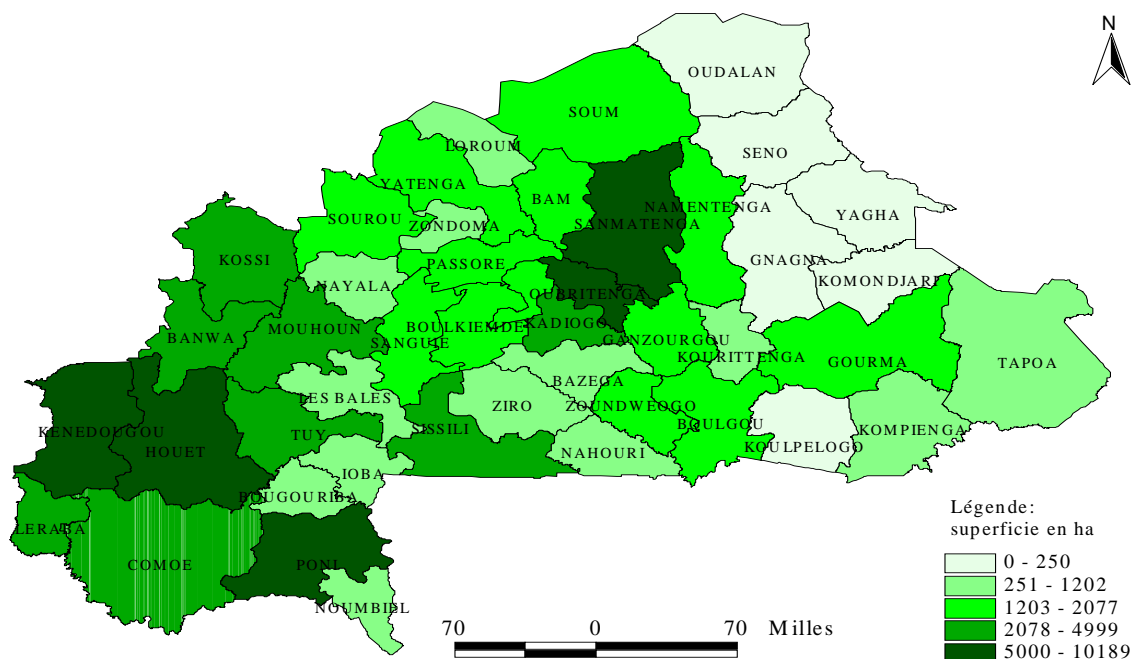 N
OUDALAN
SOUM
LOROUM
SENO
YATENGA
BAM
SANMATENGA
NAMENTENGA
YAGHA
SOUROU
ZONDOMA
KOSSI
PASSORE
GNAGNA
NAYALA
KOMONDJARI
OUBRITENGA
BANWA
MOUHOUN
BOULKIEMDE
KADIOGO
SANGUIE
GANZOURGOU
KOURITTENGA
GOURMA
TAPOA
BAZEGA
LES BALES
ZIRO
ZOUNDWEOGO
KENEDOUGOU
TUY
SISSILI
BOULGOU
KOMPIENGA
HOUET
NAHOURI
KOULPELOGO
IOBA
BOUGOURIBA
LERABA
COMOE
PONI
NOUMBIEL
Légende:
superficie en ha
0 - 250
251 - 1202
1203 - 2077
2078 - 4999
5000 - 10189
70 0 70 Milles